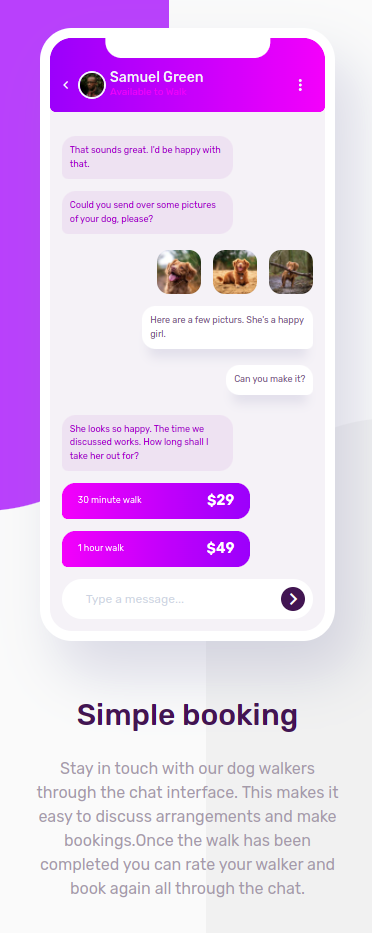 Samuel Green
Available to Walk
That sounds great. I'd be happy with
that.
Could you send over some pictures
of your dog, please?
Here are a few picturs. She's a happy
girl.
Can you make it?
She looks so happy. The time we
discussed works. How long shall I
take her out for?
30 minute walk $29
1 hour walk $49
Type a message...
Simple booking
Stay in touch with our dog walkers
through the chat interface. This makes it
easy to discuss arrangements and make
bookings.Once the walk has been
completed you can rate your walker and
book again all through the chat.